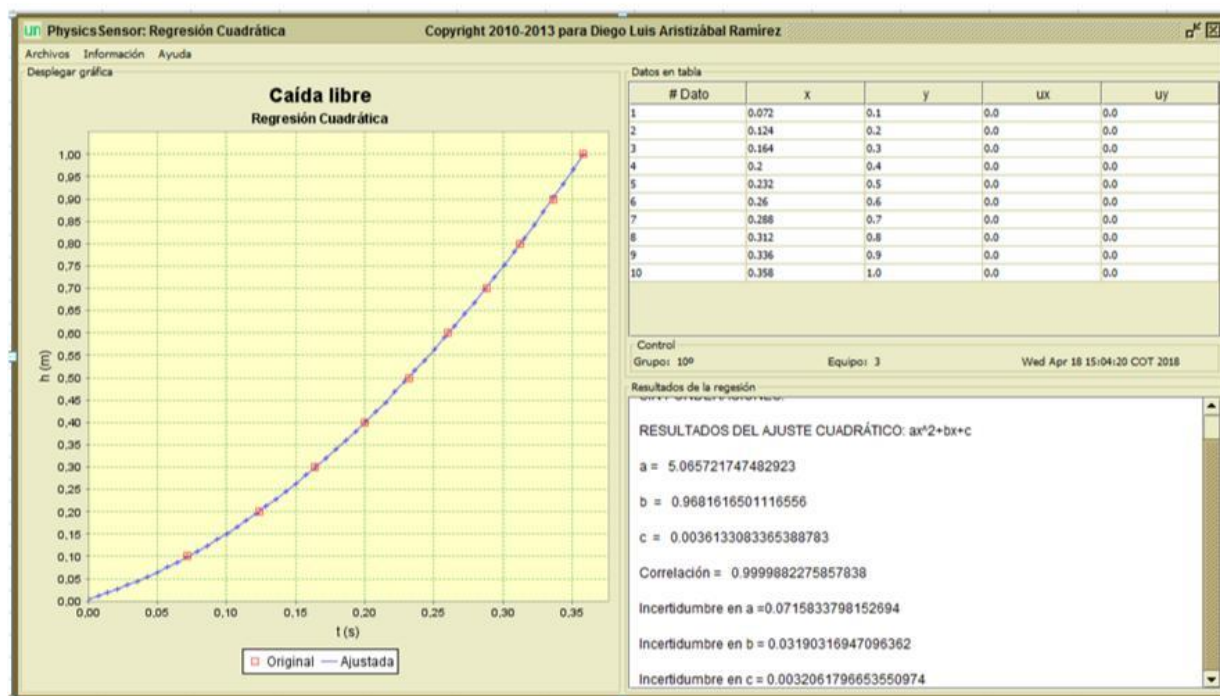 un PhysicsSensor: Regresión Cuadrática Copyright 2010-2013 para Diego Luis Aristizábal Ramírez
Archivos Información Ayuda
Desplegar gráfica
Caída libre
Regresión Cuadrática
1,00
0,95
0,90
0,85
0,80
0,75
0,70
0,65
0,60
0,55
0,50
0,45
0,40
0,35
0,30
0,25
0,20
0,15
0,10
0,05
0,00
h (m)
0,00 0,05 0,10 0,15 0,20 0,25 0,30 0,35
t (s)
Original Ajustada
Datos en tabla
# Dato x y ux uy
1 0.072 0.1 0.0 0.0
2 0.124 0.2 0.0 0.0
3 0.164 0.3 0.0 0.0
4 0.2 0.4 0.0 0.0
5 0.232 0.5 0.0 0.0
6 0.26 0.6 0.0 0.0
7 0.288 0.7 0.0 0.0
8 0.312 0.8 0.0 0.0
9 0.336 0.9 0.0 0.0
10 0.358 1.0 0.0 0.0
Control
Grupo: 10º Equipo: 3 Wed Apr 18 15:04:20 COT 2018
Resultados de la regesión
SIN PONDERACIONES:
RESULTADOS DEL AJUSTE CUADRÁTICO: ax^2+bx+c
a = 5.065721747482923
b = 0.9681616501116556
c = 0.0036133083365388783
Correlación = 0.9999882275857838
Incertidumbre en a =0.0715833798152694
Incertidumbre en b = 0.03190316947096362
Incertidumbre en c = 0.0032061796653550974